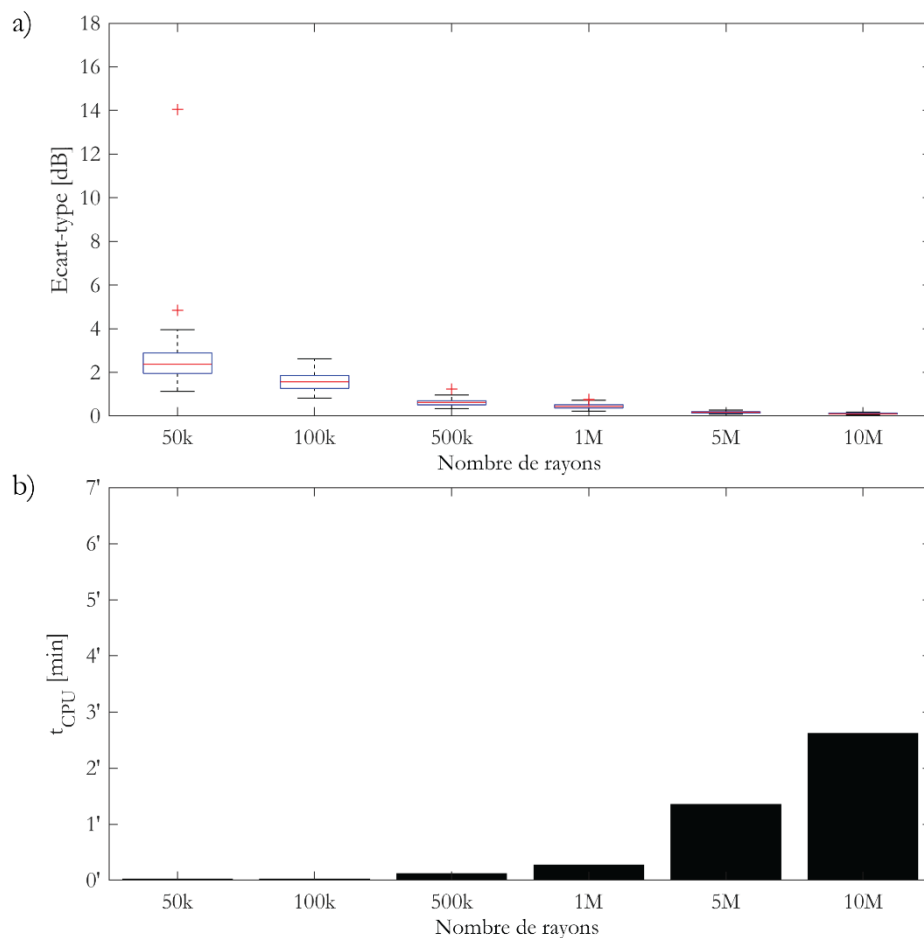 a)
18
16
14
12
10
8
6
4
2
0
Ecart-type [dB]
50k 100k 500k 1M 5M 10M
Nombre de rayons
b)
7'
6'
5'
4'
3'
2'
1'
0'
t_CPU [min]
50k 100k 500k 1M 5M 10M
Nombre de rayons